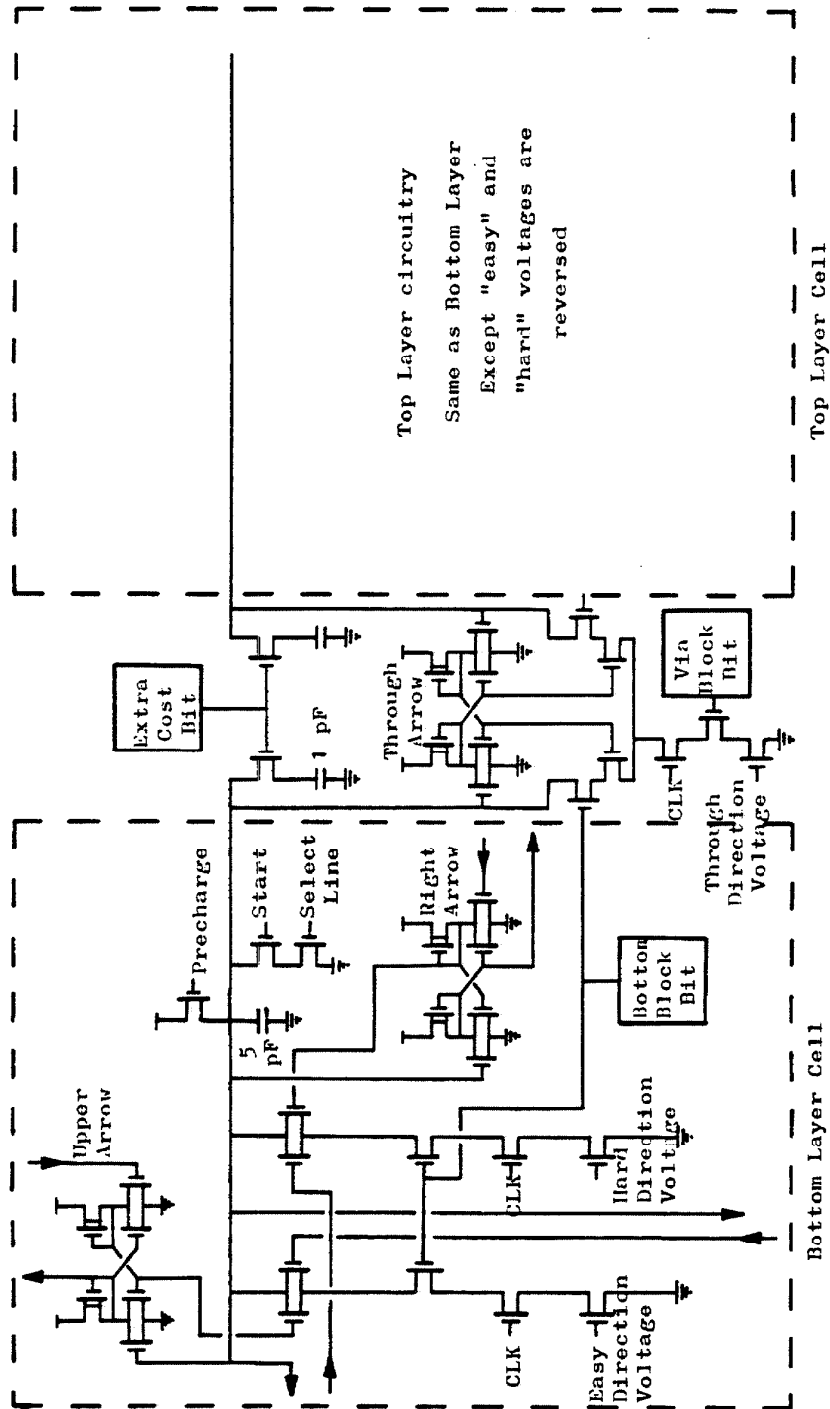 Upper
Arrow
Precharge
5
pF
Start
Select
Line
Right
Arrow
CLK
Easy
Direction
Voltage
CLK
Hard
Direction
Voltage
Bottom
Block
Bit
Bottom Layer Cell
Extra
Cost
Bit
1 pF
Through
Arrow
CLK
Through
Direction
Voltage
Via
Block
Bit
Top Layer circuitry
Same as Bottom Layer
Except "easy" and
"hard" voltages are
reversed
Top Layer Cell